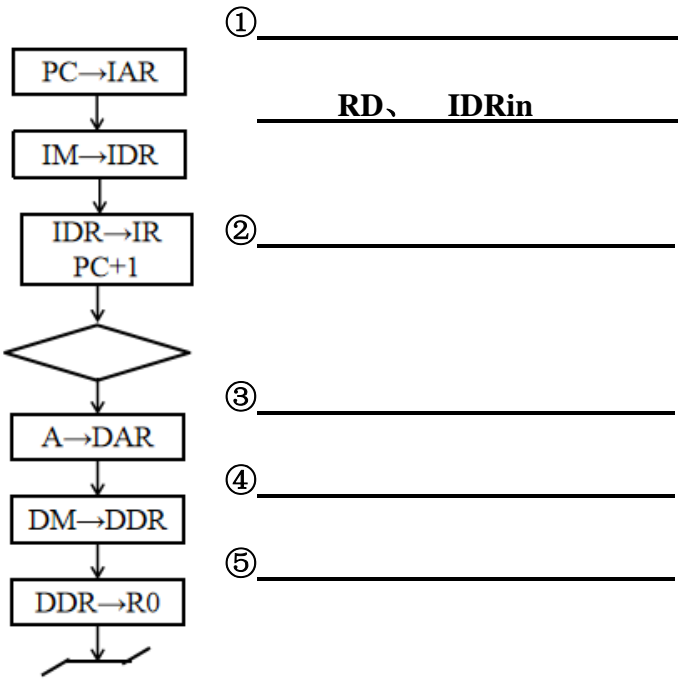 ①
PC→IAR
RD、 IDRin
IM→IDR
IDR→IR
PC+1
②
③
A→DAR
④
DM→DDR
⑤
DDR→R0